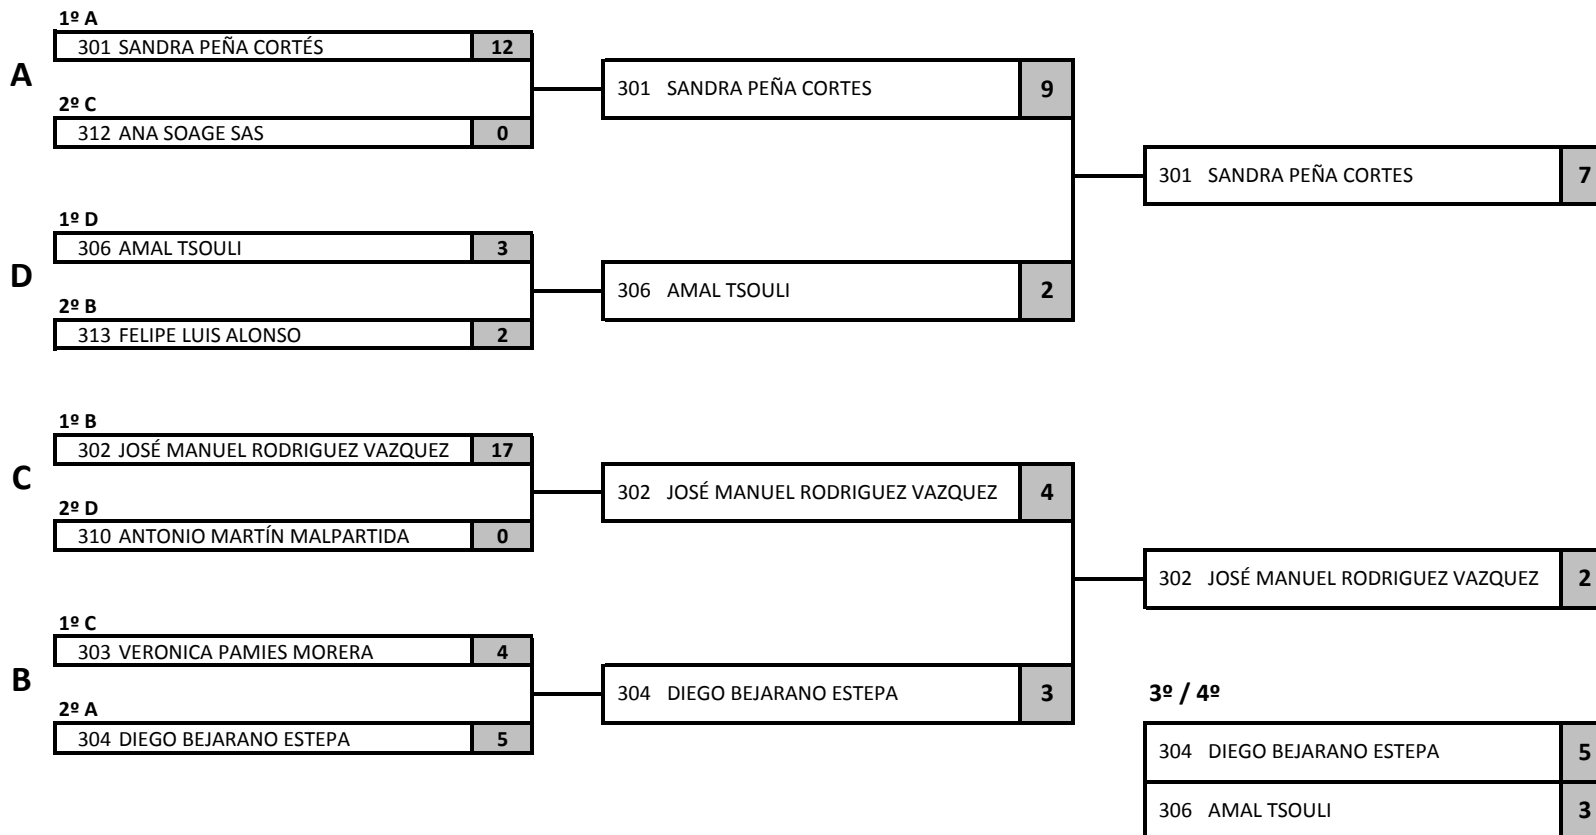 1º A
301 SANDRA PEÑA CORTÉS 12
A
2º C
312 ANA SOAGE SAS 0
301 SANDRA PEÑA CORTES 9
1º D
306 AMAL TSOULI 3
D
2º B
313 FELIPE LUIS ALONSO 2
306 AMAL TSOULI 2
301 SANDRA PEÑA CORTES 7
1º B
302 JOSÉ MANUEL RODRIGUEZ VAZQUEZ 17
C
2º D
310 ANTONIO MARTÍN MALPARTIDA 0
302 JOSÉ MANUEL RODRIGUEZ VAZQUEZ 4
1º C
303 VERONICA PAMIES MORERA 4
B
2º A
304 DIEGO BEJARANO ESTEPA 5
304 DIEGO BEJARANO ESTEPA 3
302 JOSÉ MANUEL RODRIGUEZ VAZQUEZ 2
3º / 4º
304 DIEGO BEJARANO ESTEPA 5
306 AMAL TSOULI 3